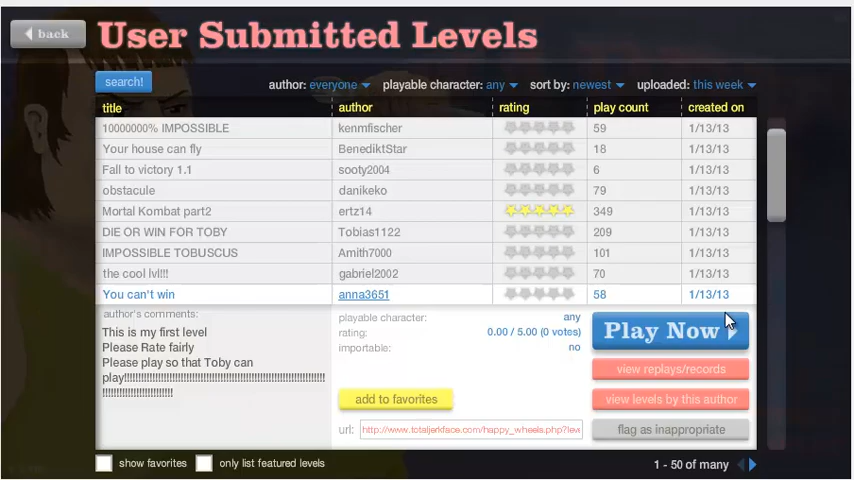 back
User Submitted Levels
search!
author: everyone playable character: any sort by: newest uploaded: this week
title author rating play count created on
10000000% IMPOSSIBLE kenmfischer 59 1/13/13
Your house can fly BenediktStar 18 1/13/13
Fall to victory 1.1 sooty2004 6 1/13/13
obstacule danikeko 79 1/13/13
Mortal Kombat part2 ertz14 349 1/13/13
DIE OR WIN FOR TOBY Tobias1122 209 1/13/13
IMPOSSIBLE TOBUSCUS Amith7000 101 1/13/13
the cool lvl!!! gabriel2002 70 1/13/13
You can't win anna3651 58 1/13/13
author's comments:
This is my first level
Please Rate fairly
Please play so that Toby can
play!!!!!!!!!!!!!!!!!!!!!!!!!!!!!!!!!!!!!!!!!!!!!!!!!!
!!!!!!!!!!!!!!!!!!!!!!!!
playable character: any
rating: 0.00 / 5.00 (0 votes)
importable: no
add to favorites
url: http://www.totaljerkface.com/happy_wheels.php?leve
Play Now
view replays/records
view levels by this author
flag as inappropriate
show favorites only list featured levels
1 - 50 of many